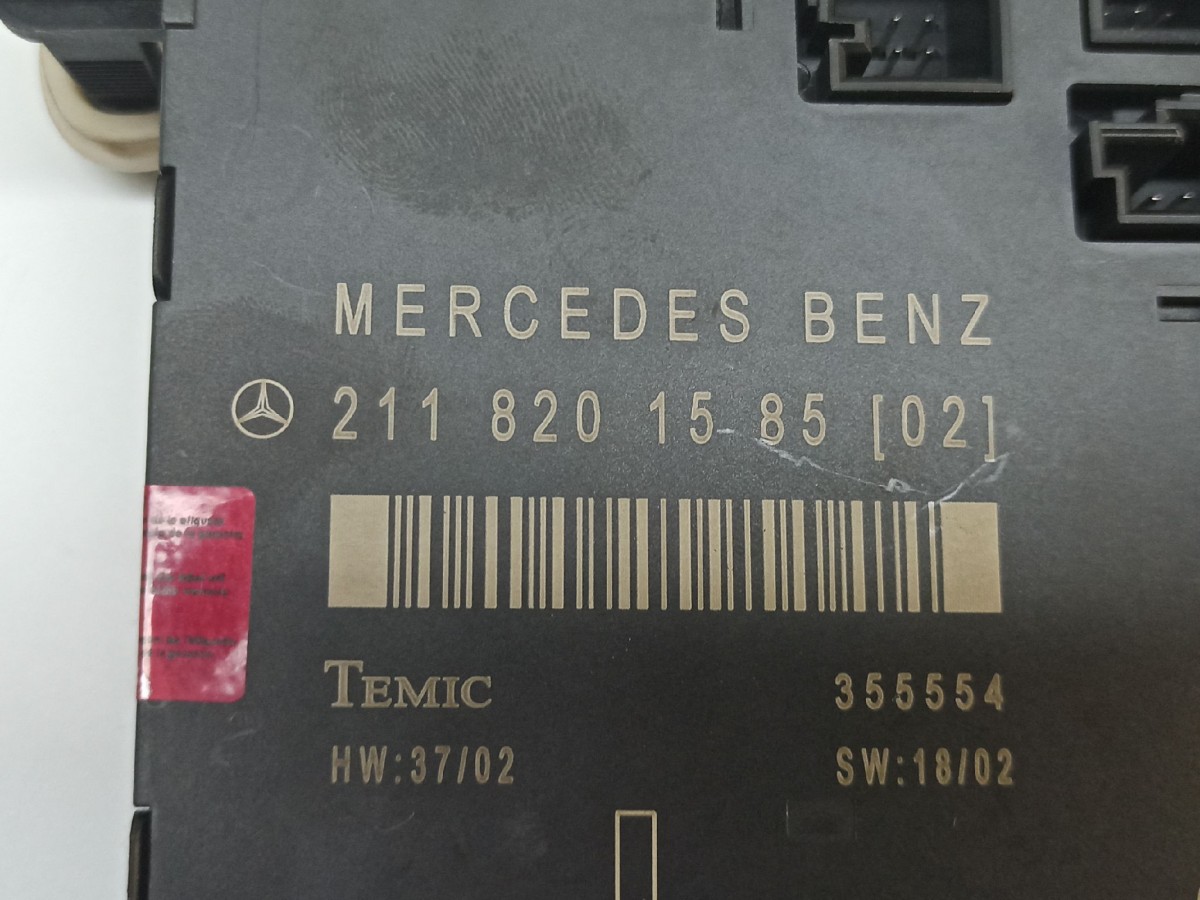 MERCEDES BENZ
211 820 15 85 [02]
TEMIC
355554
HW:37/02
SW:18/02